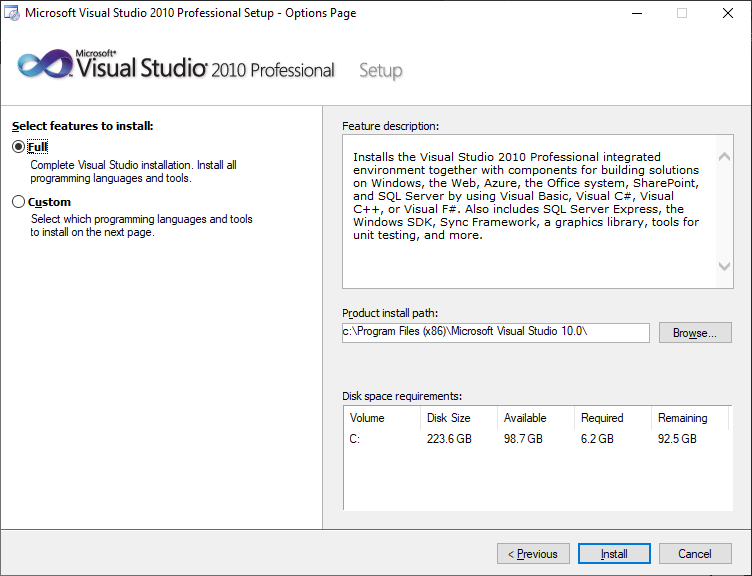 Microsoft Visual Studio 2010 Professional Setup - Options Page
Microsoft®
Visual Studio® 2010 Professional Setup
Select features to install:
Full
Complete Visual Studio installation. Install all
programming languages and tools.
Custom
Select which programming languages and tools
to install on the next page.
Feature description:
Installs the Visual Studio 2010 Professional integrated
environment together with components for building solutions
on Windows, the Web, Azure, the Office system, SharePoint,
and SQL Server by using Visual Basic, Visual C#, Visual
C++, or Visual F#. Also includes SQL Server Express, the
Windows SDK, Sync Framework, a graphics library, tools for
unit testing, and more.
Product install path:
c:\Program Files (x86)\Microsoft Visual Studio 10.0\
Browse...
Disk space requirements:
Volume Disk Size Available Required Remaining
C: 223.6 GB 98.7 GB 6.2 GB 92.5 GB
< Previous Install Cancel